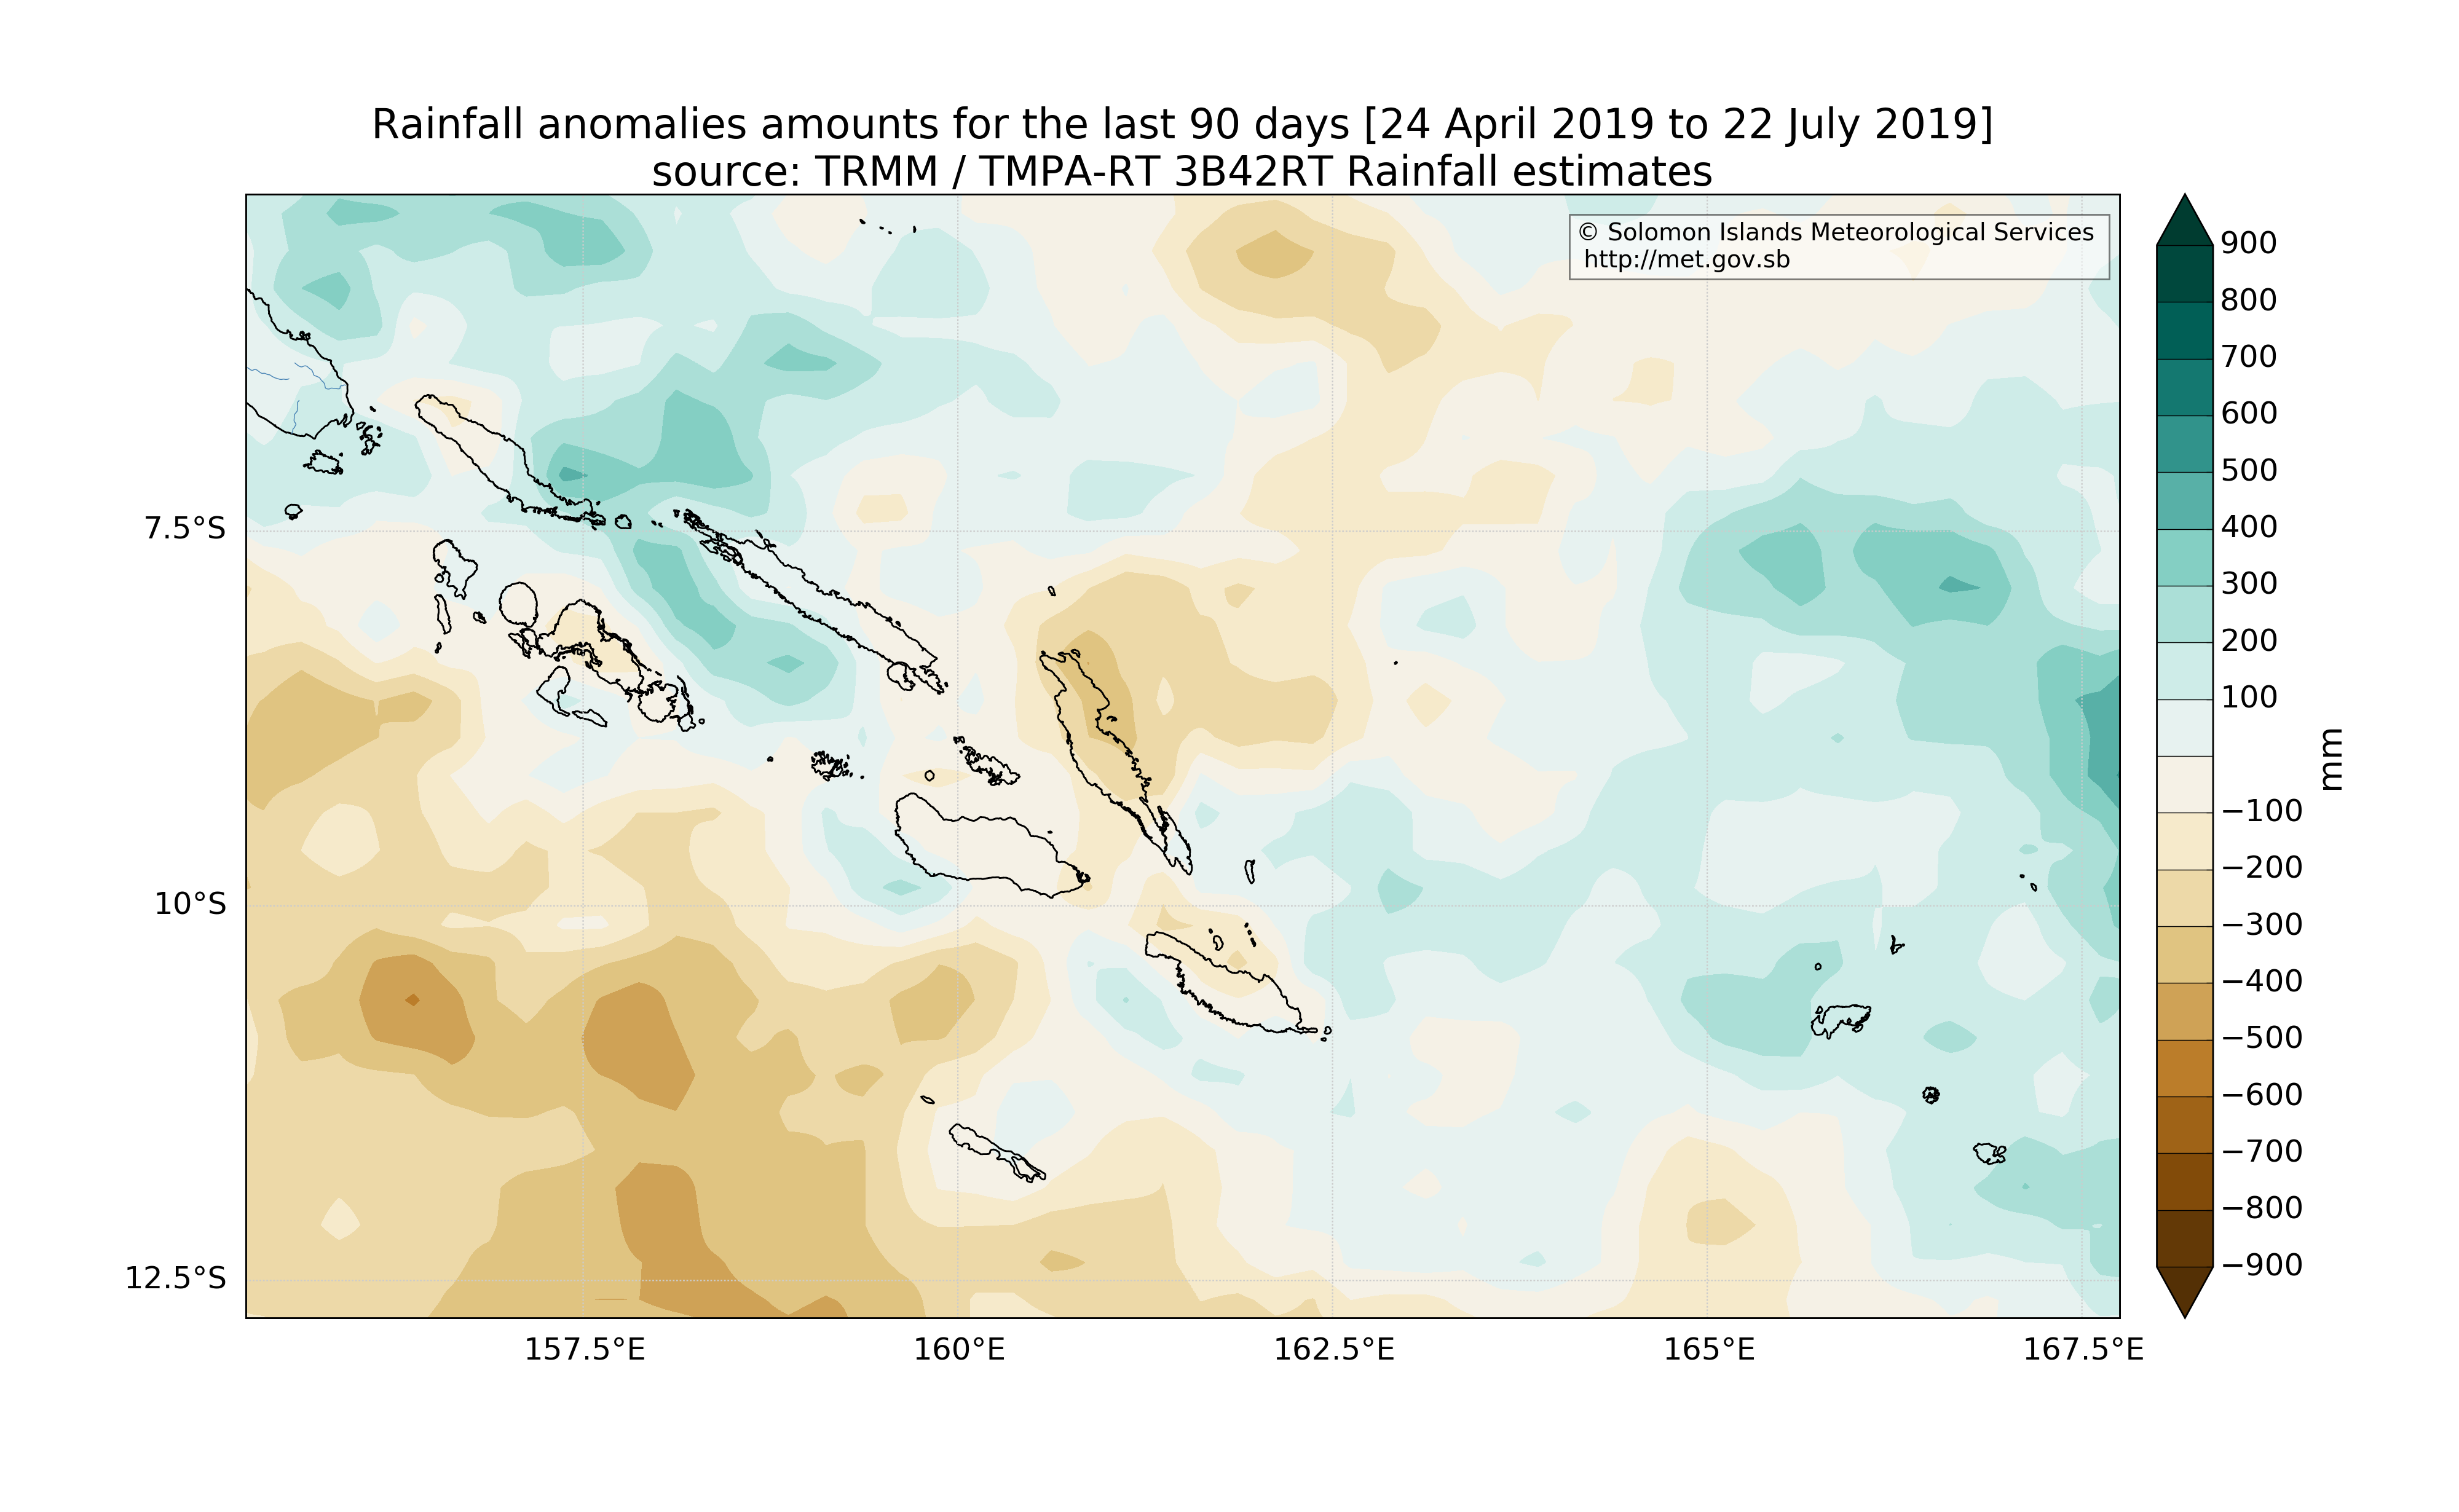 Rainfall anomalies amounts for the last 90 days [24 April 2019 to 22 July 2019]
source: TRMM / TMPA-RT 3B42RT Rainfall estimates
© Solomon Islands Meteorological Services
http://met.gov.sb
7.5°S
10°S
12.5°S
157.5°E
160°E
162.5°E
165°E
167.5°E
900
800
700
600
500
400
300
200
100
−100
−200
−300
−400
−500
−600
−700
−800
−900
mm